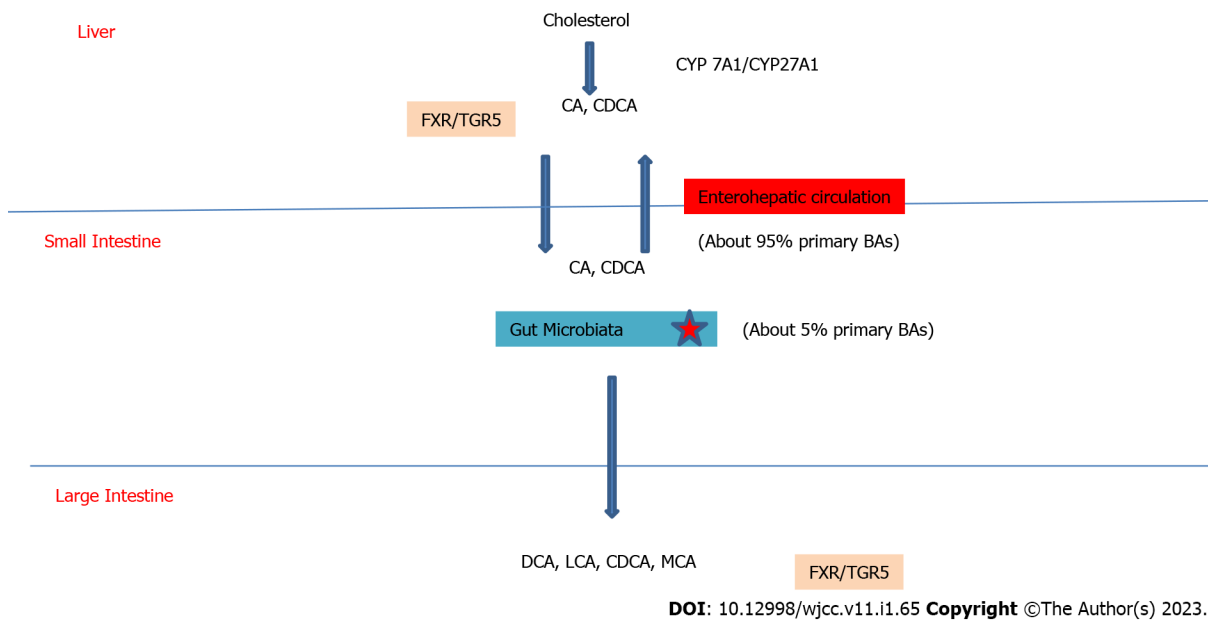 Cholesterol
Liver
CYP 7A1/CYP27A1
CA, CDCA
FXR/TGR5
Enterohepatic circulation
Small Intestine
(About 95% primary BAs)
CA, CDCA
Gut Microbiata
(About 5% primary BAs)
Large Intestine
DCA, LCA, CDCA, MCA
FXR/TGR5
DOI: 10.12998/wjcc.v11.i1.65 Copyright ©The Author(s) 2023.